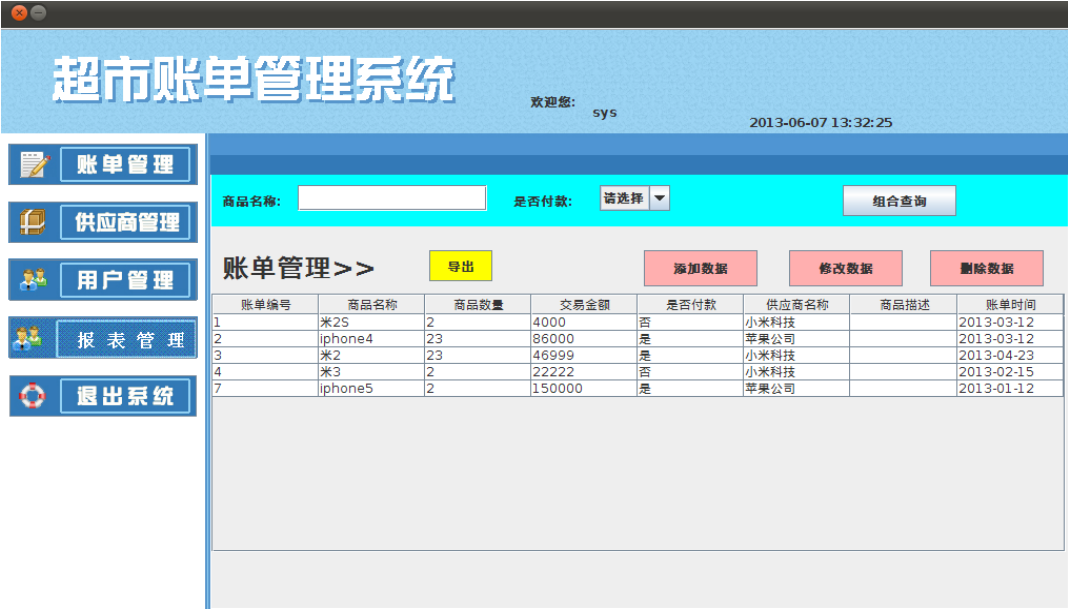 超市账单管理系统
欢迎您:
sys
2013-06-07 13:32:25
账单管理
供应商管理
用户管理
报表管理
退出系统
商品名称:
是否付款:
请选择
组合查询
账单管理>>
导出
添加数据
修改数据
删除数据
账单编号 商品名称 商品数量 交易金额 是否付款 供应商名称 商品描述 账单时间
1 米2S 2 4000 否 小米科技 2013-03-12
2 iphone4 23 86000 是 苹果公司 2013-03-12
3 米2 23 46999 是 小米科技 2013-04-23
4 米3 2 22222 否 小米科技 2013-02-15
7 iphone5 2 150000 是 苹果公司 2013-01-12